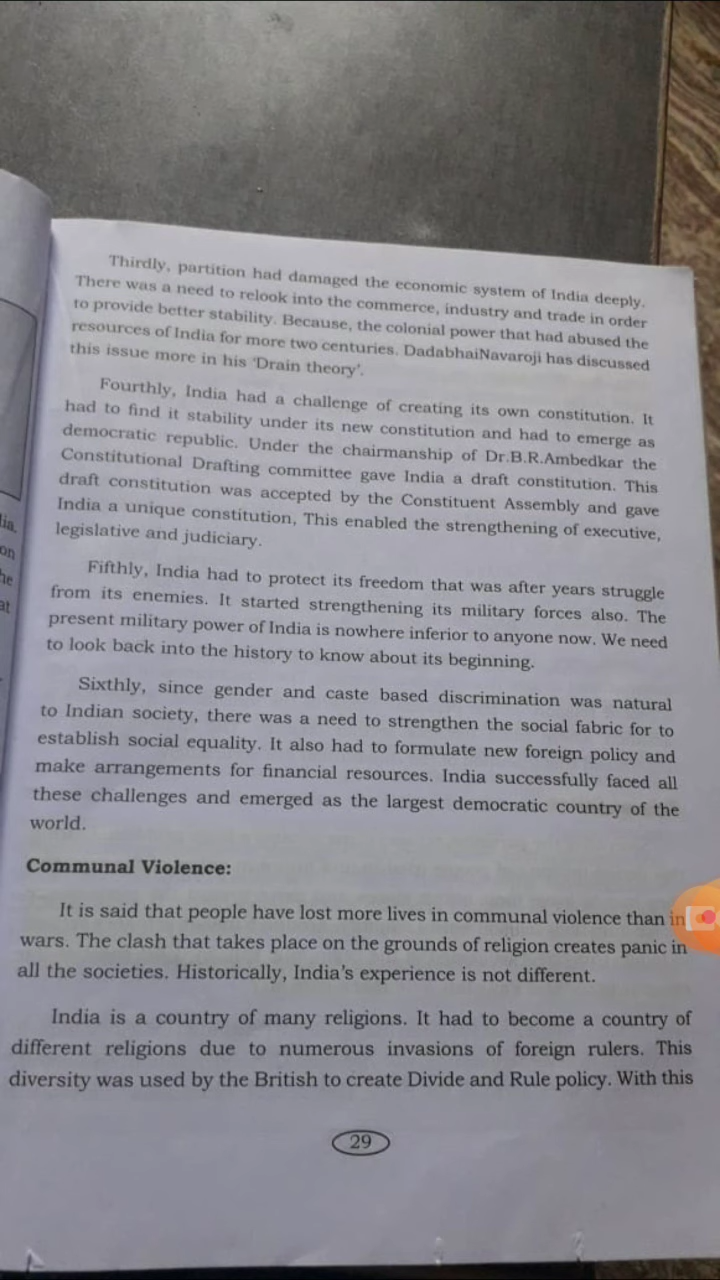 Thirdly, partition had damaged the economic system of India deeply.
There was a need to relook into the commerce, industry and trade in order
to provide better stability. Because, the colonial power that had abused the
resources of India for more two centuries. DadabhaiNavaroji has discussed
this issue more in his 'Drain theory'.
Fourthly, India had a challenge of creating its own constitution. It
had to find it stability under its new constitution and had to emerge as
democratic republic. Under the chairmanship of Dr.B.R.Ambedkar the
Constitutional Drafting committee gave India a draft constitution. This
draft constitution was accepted by the Constituent Assembly and gave
India a unique constitution, This enabled the strengthening of executive,
legislative and judiciary.
Fifthly, India had to protect its freedom that was after years struggle
from its enemies. It started strengthening its military forces also. The
present military power of India is nowhere inferior to anyone now. We need
to look back into the history to know about its beginning.
Sixthly, since gender and caste based discrimination was natural
to Indian society, there was a need to strengthen the social fabric for to
establish social equality. It also had to formulate new foreign policy and
make arrangements for financial resources. India successfully faced all
these challenges and emerged as the largest democratic country of the
world.
Communal Violence:
It is said that people have lost more lives in communal violence than in
wars. The clash that takes place on the grounds of religion creates panic in
all the societies. Historically, India's experience is not different.
India is a country of many religions. It had to become a country of
different religions due to numerous invasions of foreign rulers. This
diversity was used by the British to create Divide and Rule policy. With this
29